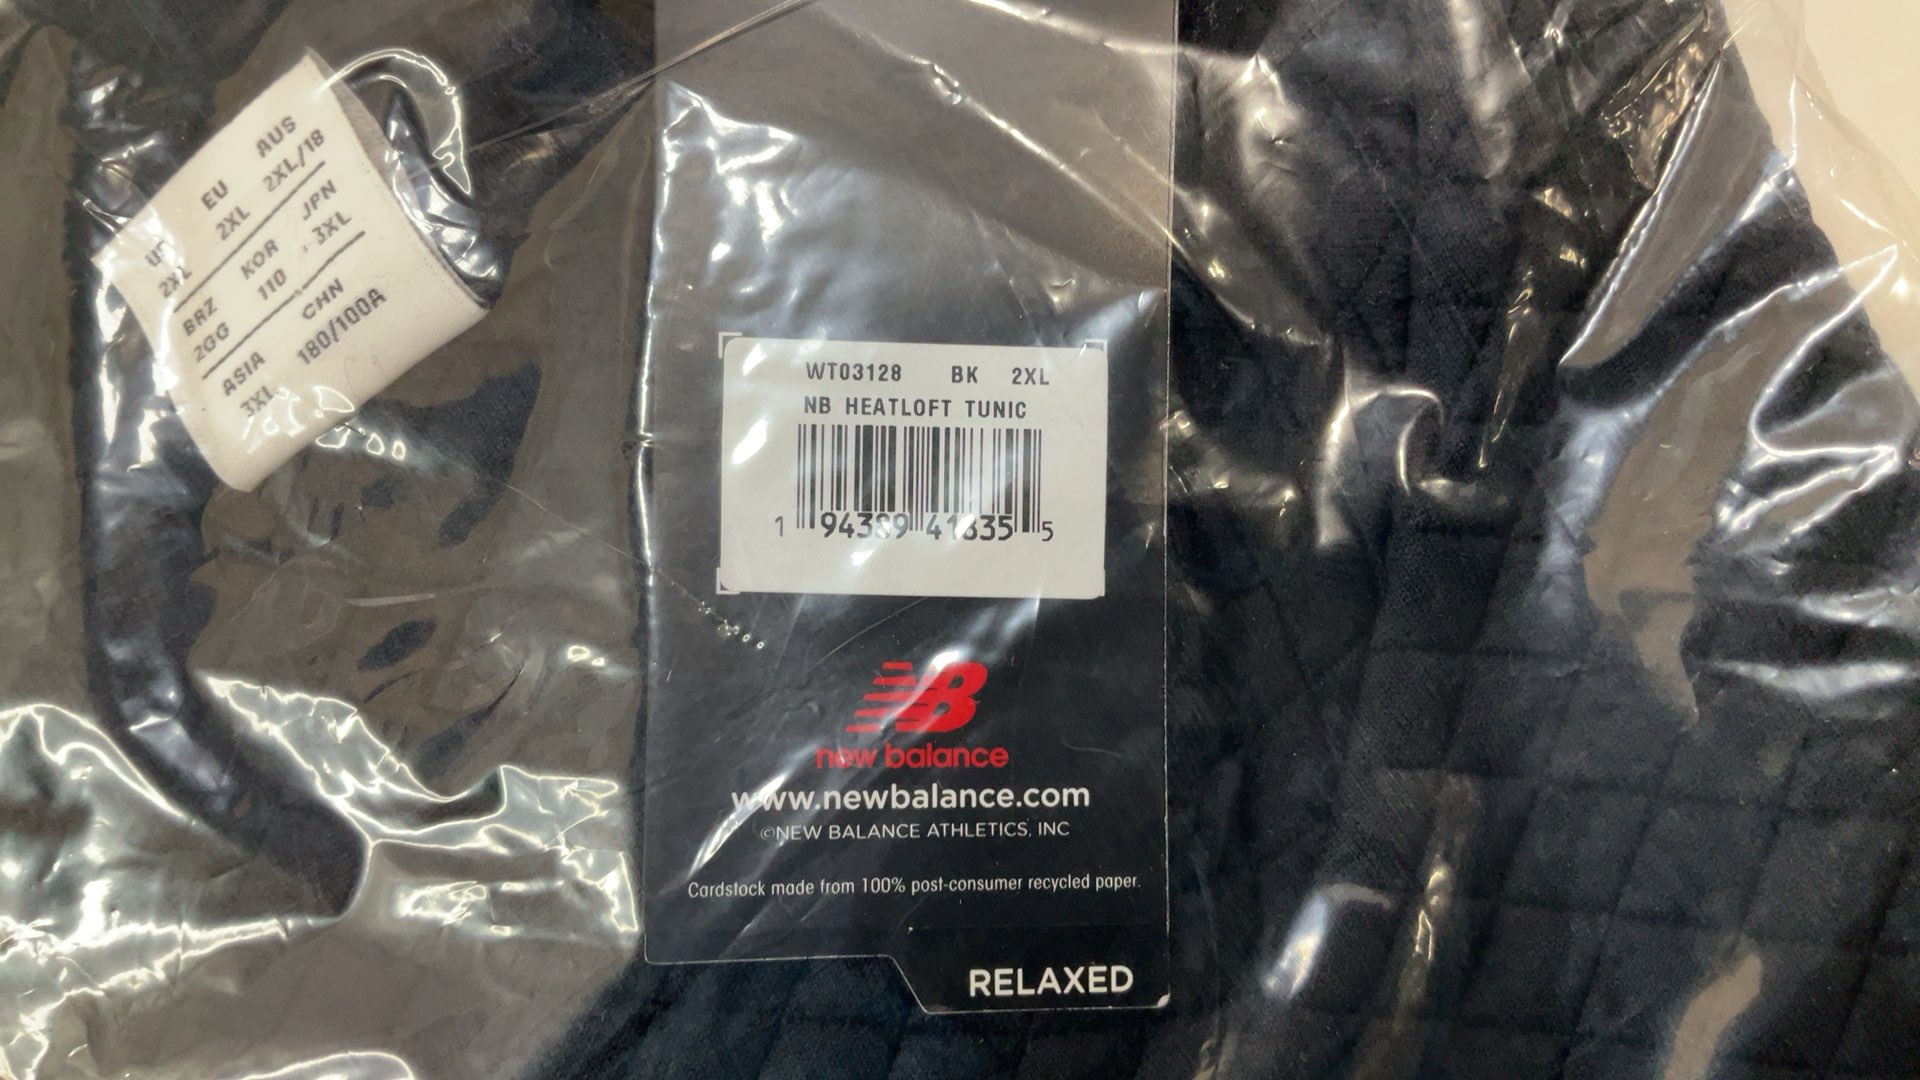 EU AUS
2XL 2XL 2XL/18
BRZ KOR JPN
2GG 110 3XL
ASIA CHN
3XL 180/100A
WT03128 BK 2XL
NB HEATLOFT TUNIC
1 94389 41835 5
NB
new balance
www.newbalance.com
©NEW BALANCE ATHLETICS, INC
Cardstock made from 100% post-consumer recycled paper.
RELAXED